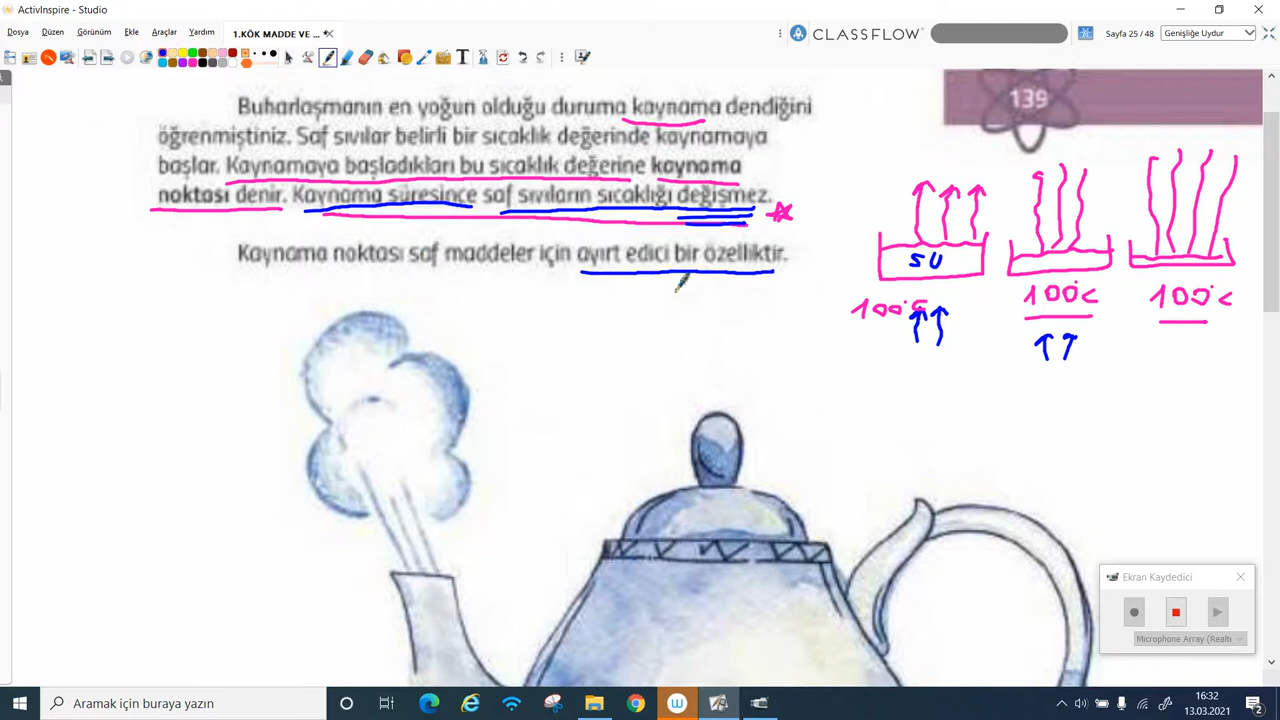 ActivInspire - Studio
Dosya Düzen Görünüm Ekle Araçlar Yardım
1.KÖK MADDE VE ...
CLASSFLOW
Sayfa 25 / 48
Genişliğe Uydur
139
Buharlaşmanın en yoğun olduğu duruma kaynama dendiğini
öğrenmiştiniz. Saf sıvılar belirli bir sıcaklık değerinde kaynamaya
başlar. Kaynamaya başladıkları bu sıcaklık değerine kaynama
noktası denir. Kaynama süresince saf sıvıların sıcaklığı değişmez.
Kaynama noktası saf maddeler için ayırt edici bir özelliktir.
SU
100°C
100°C
100°C
Ekran Kaydedici
Microphone Array (Realte
Aramak için buraya yazın
16:32
13.03.2021
2